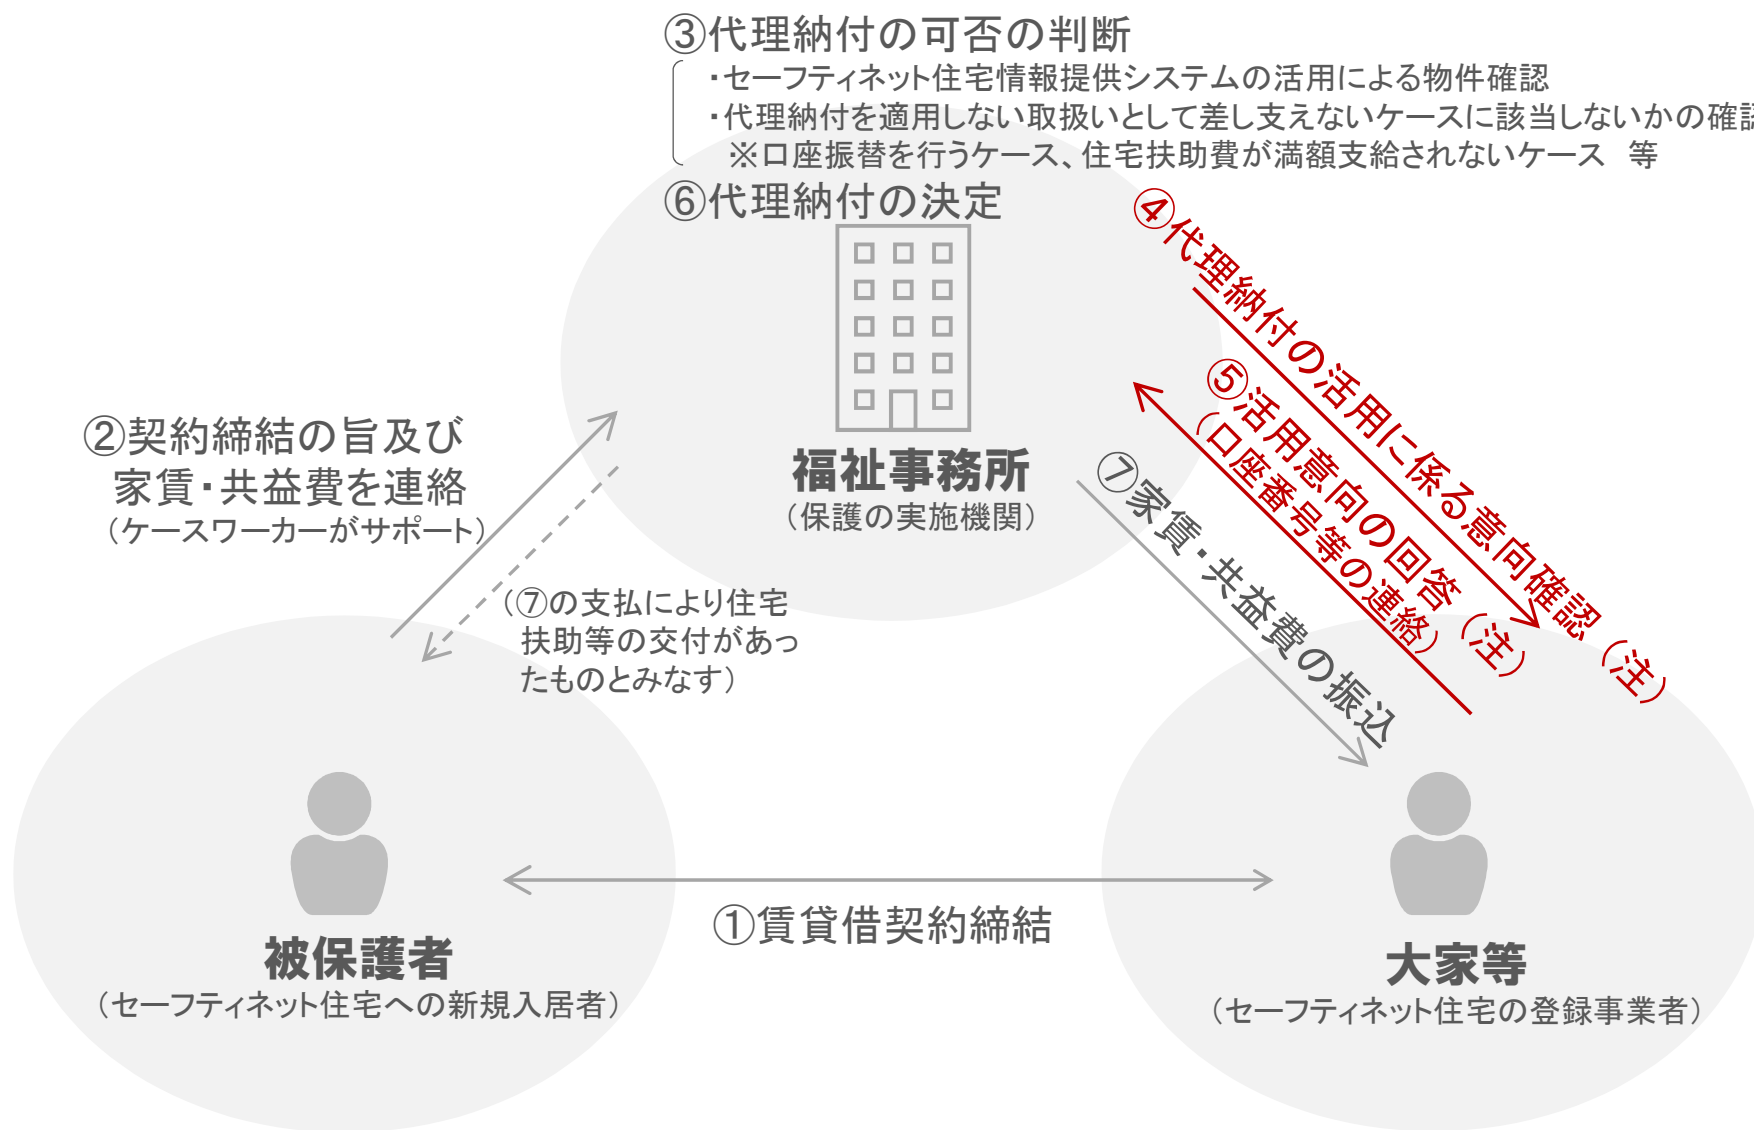 ③代理納付の可否の判断
・セーフティネット住宅情報提供システムの活用による物件確認
・代理納付を適用しない取扱いとして差し支えないケースに該当しないかの確認
※口座振替を行うケース、住宅扶助費が満額支給されないケース　等
⑥代理納付の決定
福祉事務所
（保護の実施機関）
②契約締結の旨及び
家賃・共益費を連絡
（ケースワーカーがサポート）
（⑦の支払により住宅
扶助等の交付があっ
たものとみなす）
④代理納付の活用に係る意向確認（注）
⑤活用意向の回答（注）
（口座番号等の連絡）
⑦家賃・共益費の振込
①賃貸借契約締結
被保護者
（セーフティネット住宅への新規入居者）
大家等
（セーフティネット住宅の登録事業者）